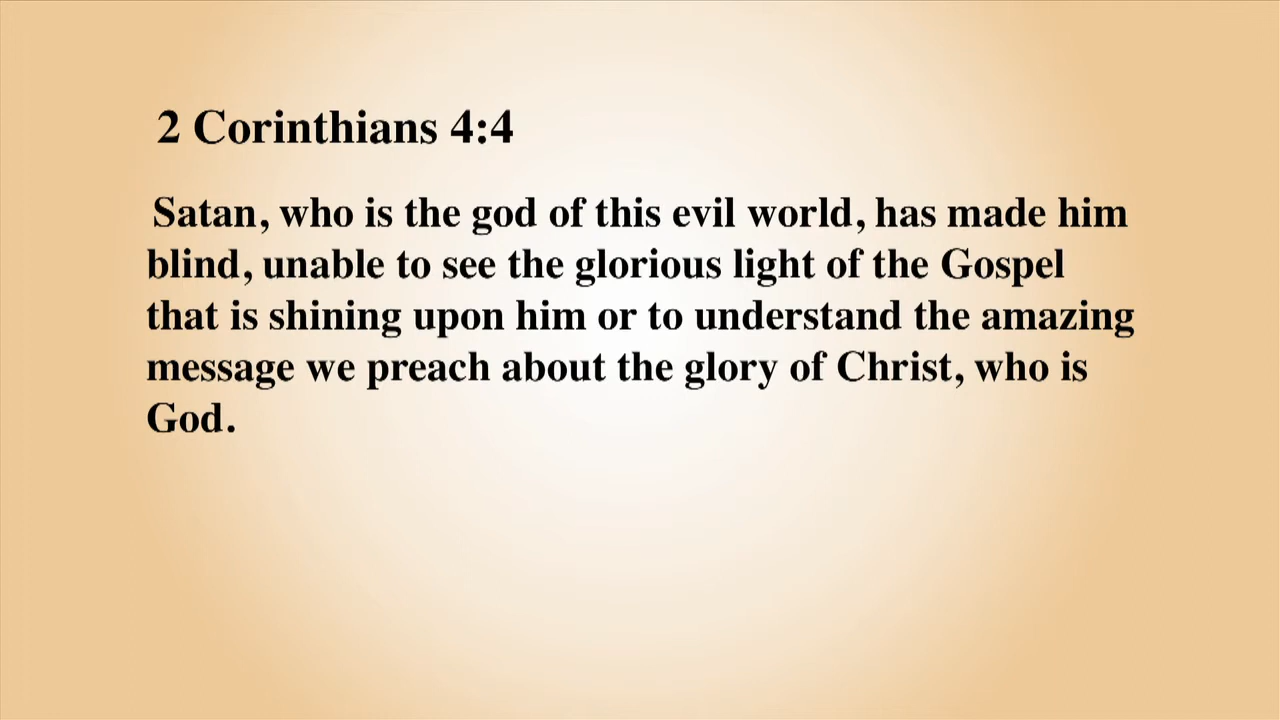 2 Corinthians 4:4
Satan, who is the god of this evil world, has made him
blind, unable to see the glorious light of the Gospel
that is shining upon him or to understand the amazing
message we preach about the glory of Christ, who is
God.